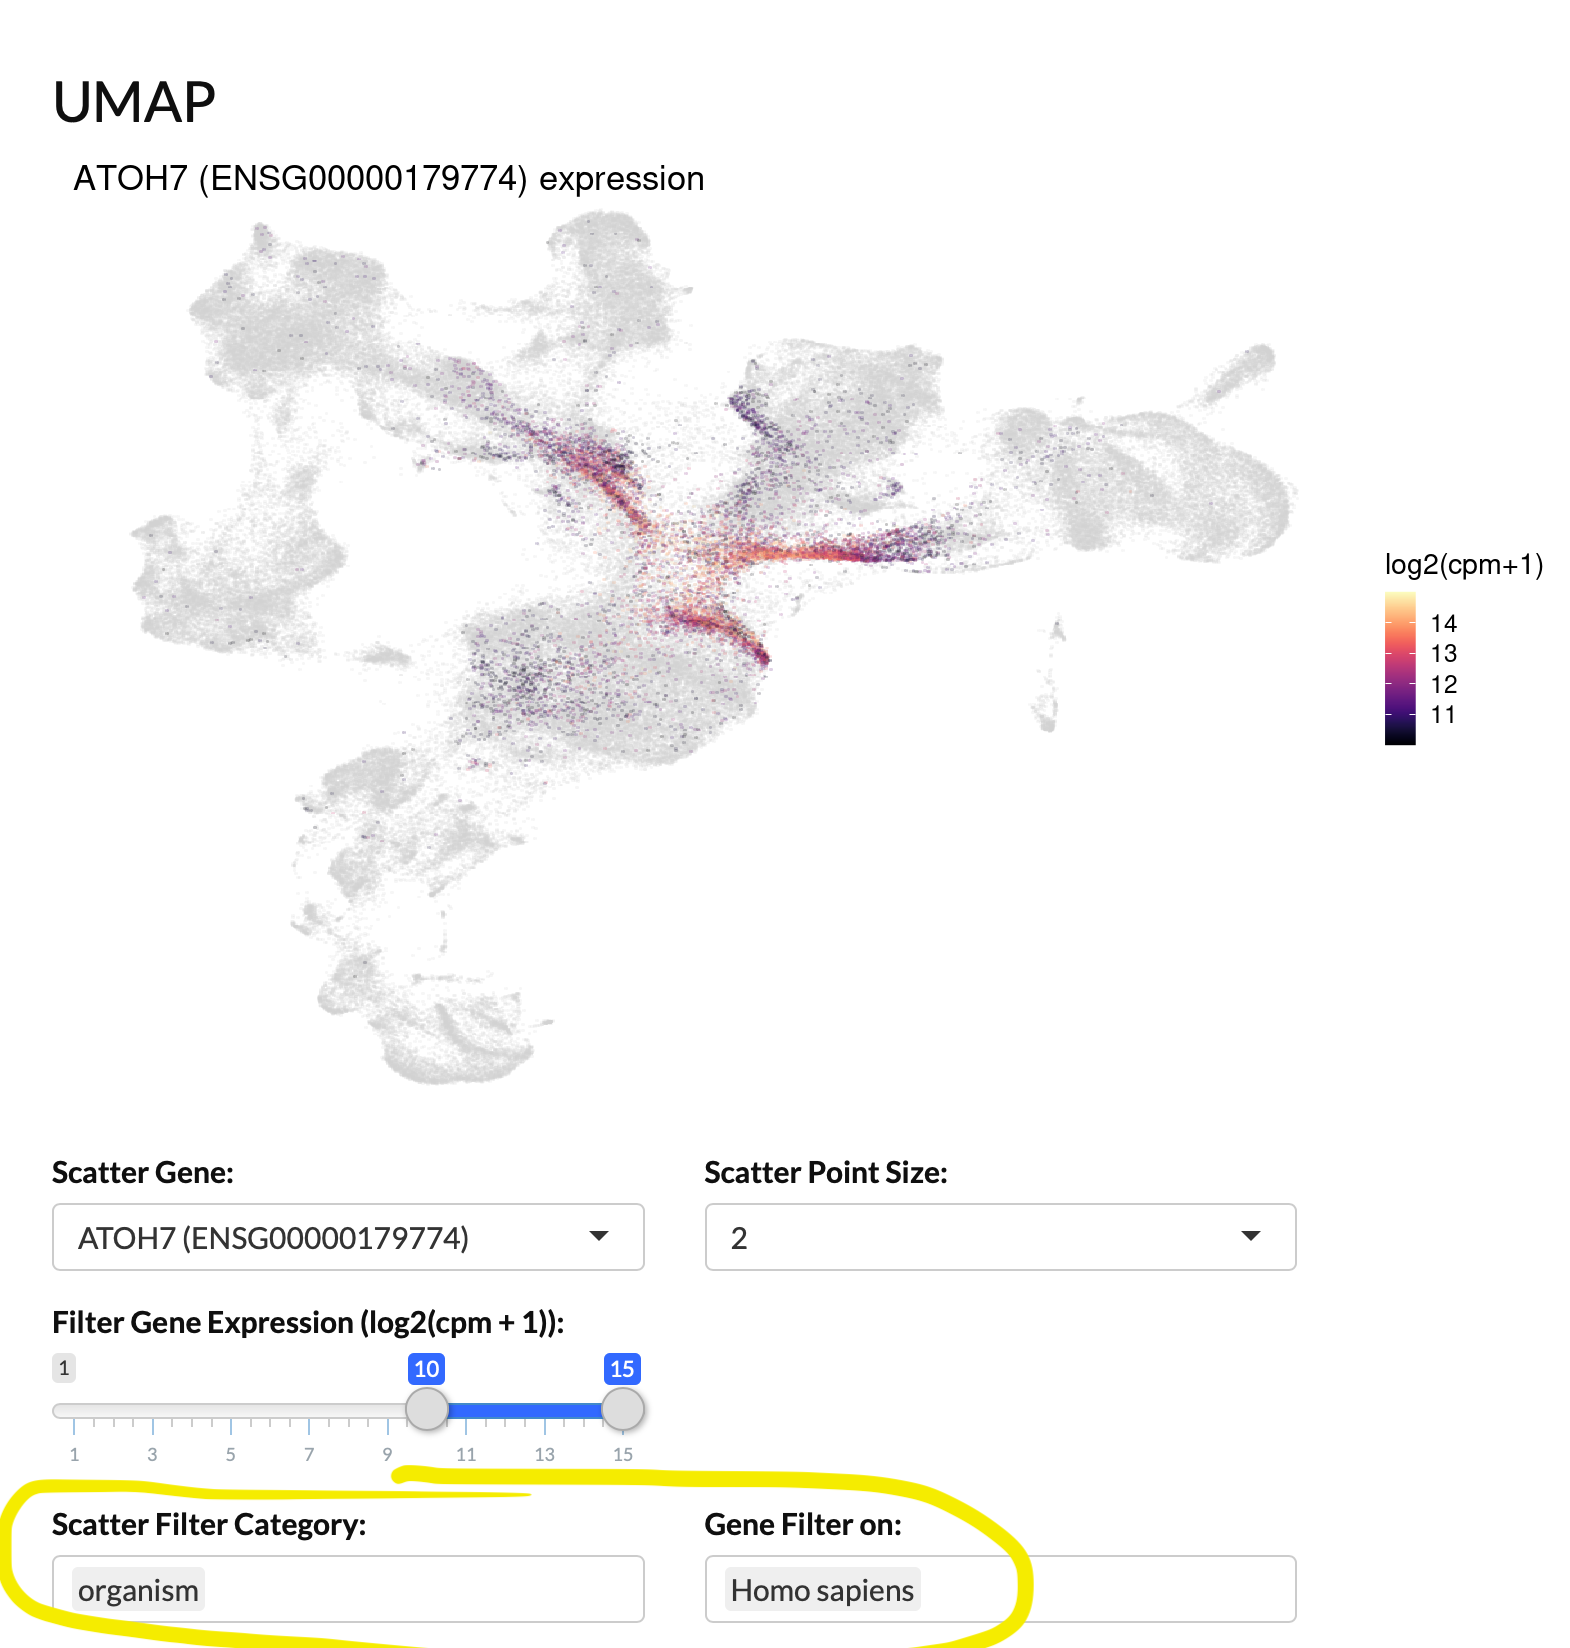 UMAP
ATOH7 (ENSG00000179774) expression
log2(cpm+1)
14
13
12
11
Scatter Gene:
Scatter Point Size:
ATOH7 (ENSG00000179774)
2
Filter Gene Expression (log2(cpm + 1)):
1
10
15
1 3 5 7 9 11 13 15
Scatter Filter Category:
Gene Filter on:
organism
Homo sapiens